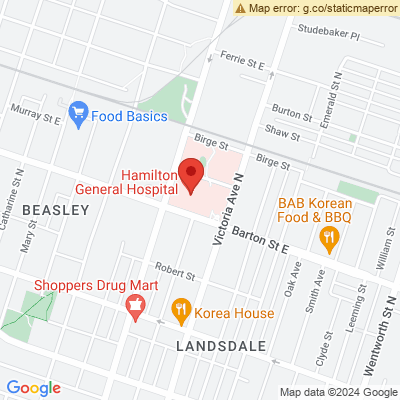 Map error: g.co/staticmaperror
Studebaker Pl
Ferrie St E
Emerald St N
Burton St
Murray St E
Food Basics
Shaw St
Birge St
Birge St
Hamilton
General Hospital
Catharine St N
BEASLEY
Mary St
Victoria Ave N
BAB Korean
Food & BBQ
Barton St E
William St
Robert St
Oak Ave
Smith Ave
Leeming St
Shoppers Drug Mart
Korea House
Wentworth St N
Clyde St
LANDSDALE
Google
Map data ©2024 Google